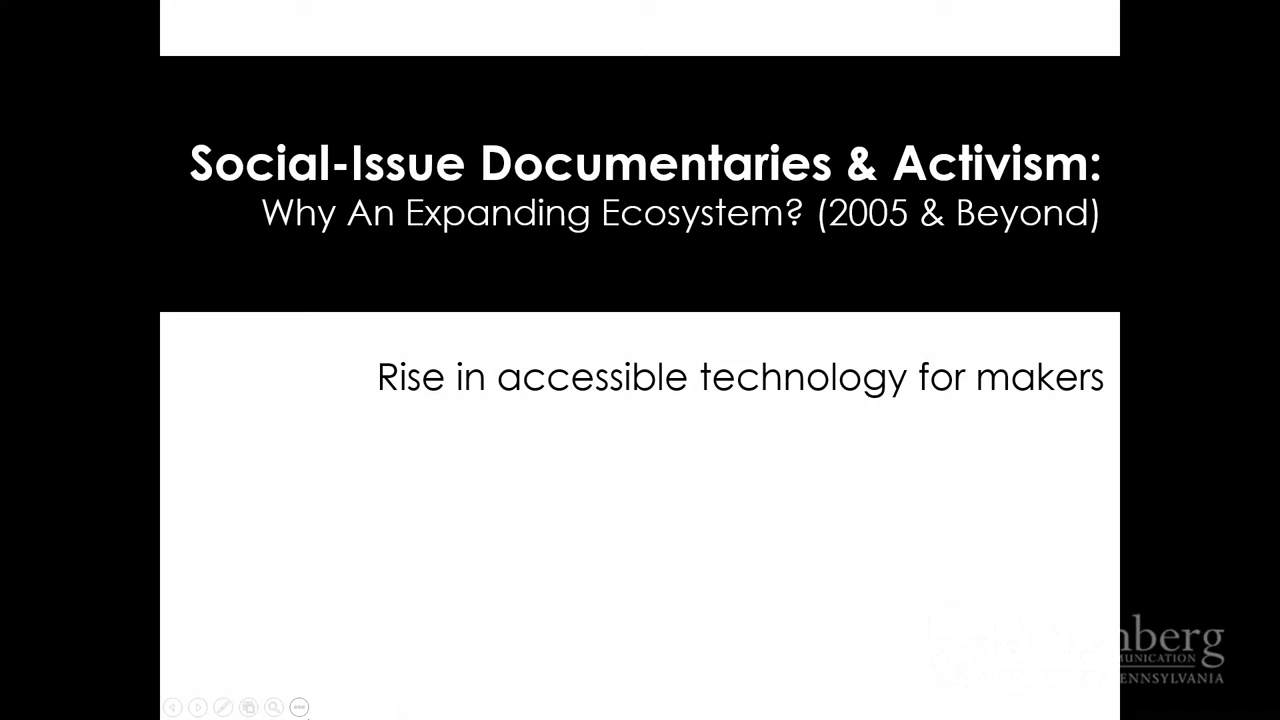 Social-Issue Documentaries & Activism:
Why An Expanding Ecosystem? (2005 & Beyond)
Rise in accessible technology for makers